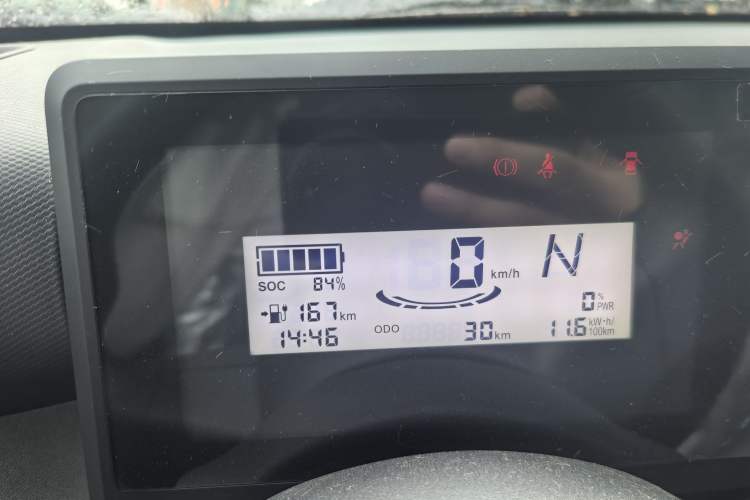 0 km/h N
SOC 84%
167 km
0 % PWR
14:46
ODO 30 km
11.6 kW·h/100km